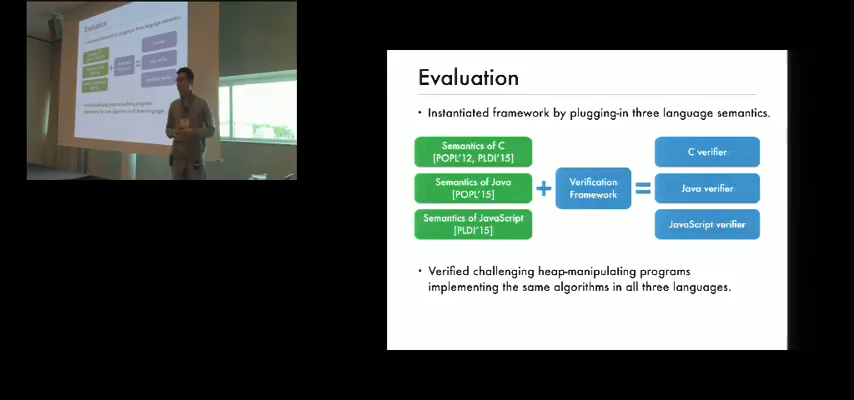 Evaluation
• Instantiated framework by plugging-in three language semantics.
Semantics of C
[POPL'12, PLDI'15]
Semantics of Java
[POPL'15]
Semantics of JavaScript
[PLDI'15]
+
Verification
Framework
=
C verifier
Java verifier
JavaScript verifier
• Verified challenging heap-manipulating programs
implementing the same algorithms in all three languages.
Evaluation